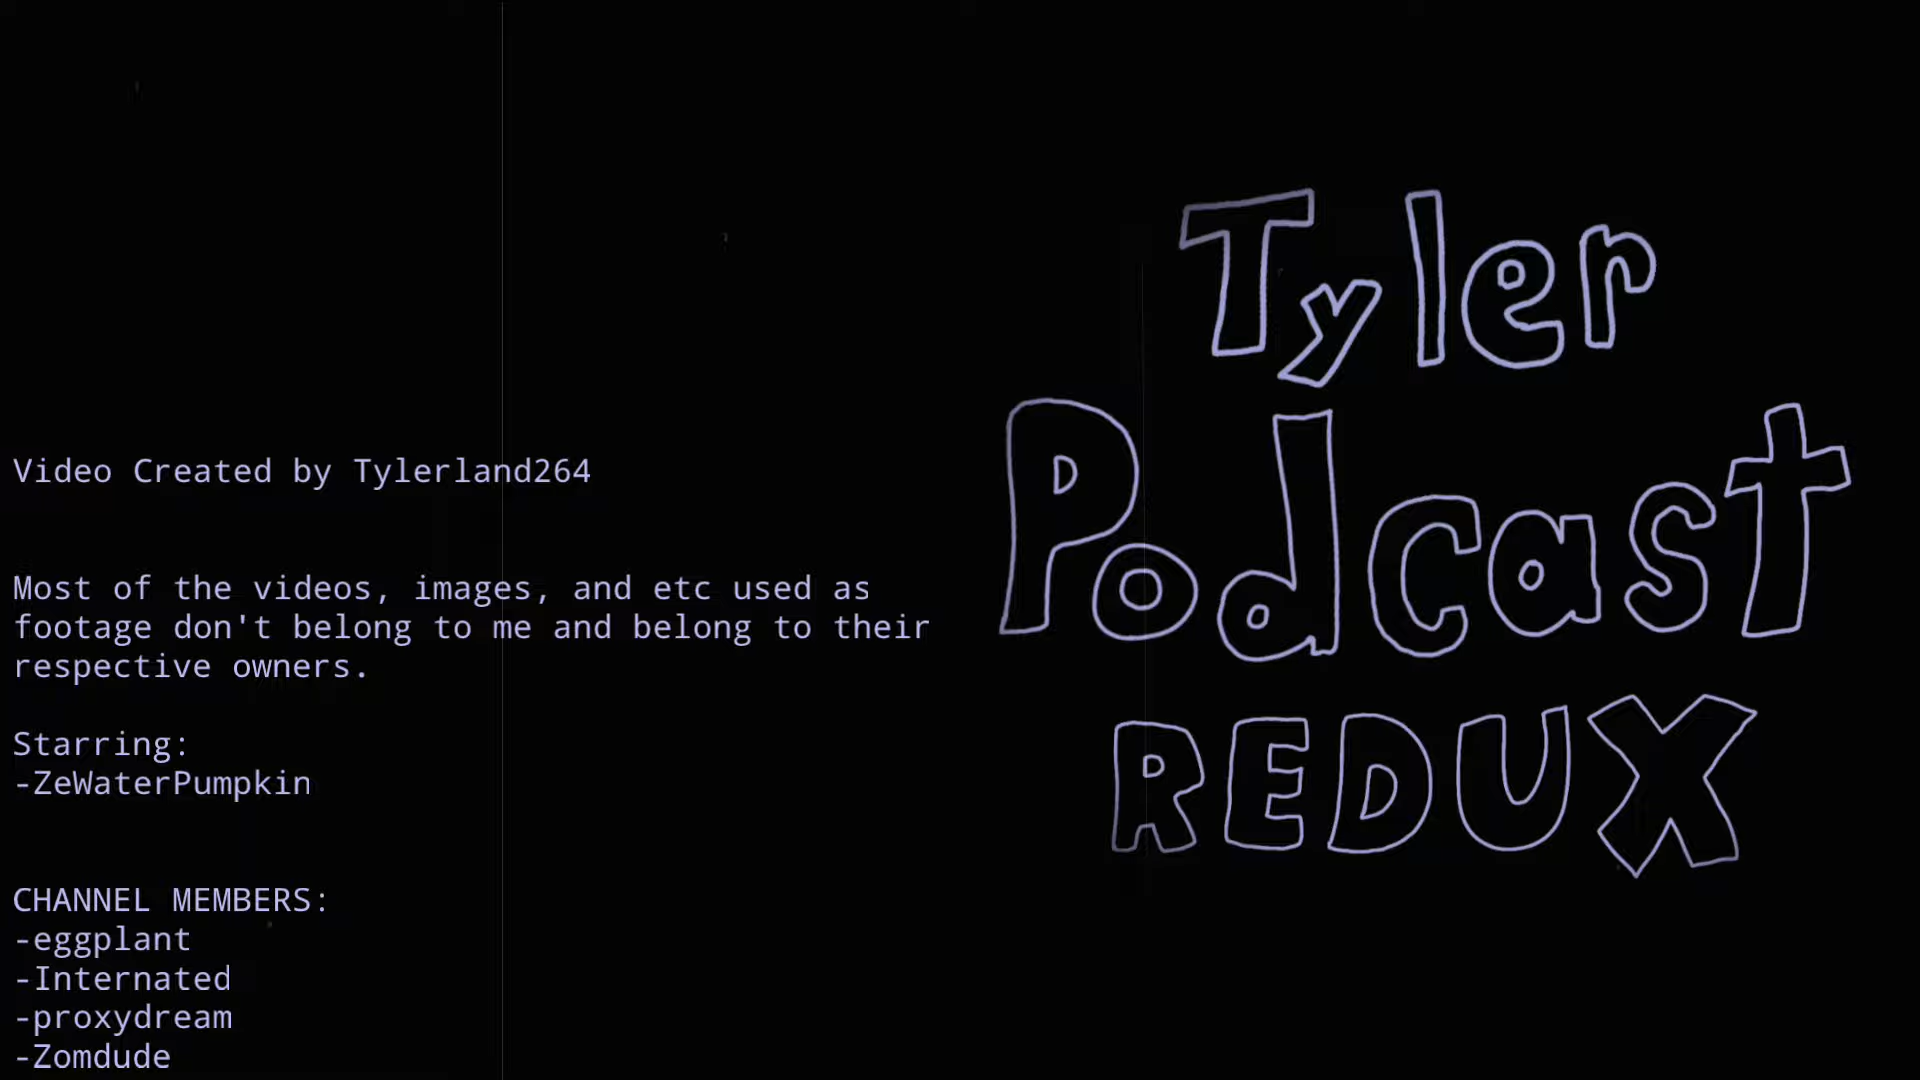 Video Created by Tylerland264
Most of the videos, images, and etc used as
footage don't belong to me and belong to their
respective owners.
Starring:
-ZeWaterPumpkin
CHANNEL MEMBERS:
-eggplant
-Internated
-proxydream
-Zomdude
Tyler
Podcast
REDUX